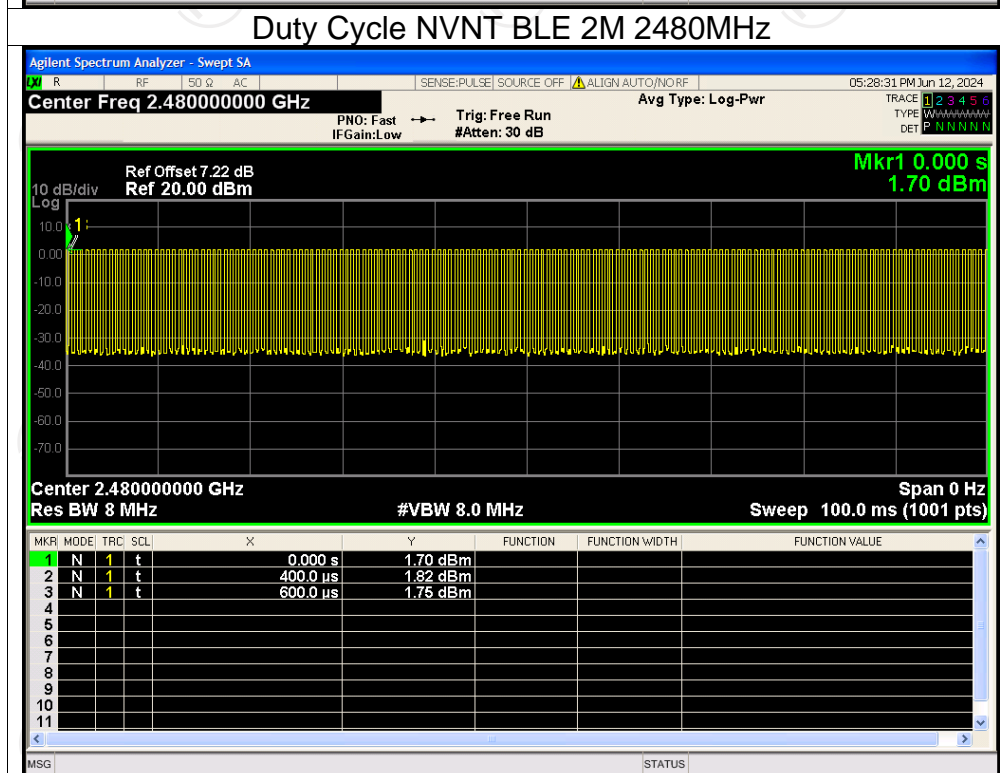 Duty Cycle NVNT BLE 2M 2480MHz
Agilent Spectrum Analyzer - Swept SA
LXI R RF 50 Ω AC SENSE:PULSE SOURCE OFF ALIGN AUTO/NO RF 05:28:31 PM Jun 12, 2024
Center Freq 2.480000000 GHz Avg Type: Log-Pwr TRACE 1 2 3 4 5 6
PNO: Fast Trig: Free Run TYPE W
IFGain:Low #Atten: 30 dB DET P N N N N N
Mkr1 0.000 s
Ref Offset 7.22 dB
10 dB/div Ref 20.00 dBm 1.70 dBm
Log
10.0 1
0.00
-10.0
-20.0
-30.0
-40.0
-50.0
-60.0
-70.0
Center 2.480000000 GHz Span 0 Hz
Res BW 8 MHz #VBW 8.0 MHz Sweep 100.0 ms (1001 pts)
MKR MODE TRC SCL X Y FUNCTION FUNCTION WIDTH FUNCTION VALUE
1 N 1 t 0.000 s 1.70 dBm
2 N 1 t 400.0 µs 1.82 dBm
3 N 1 t 600.0 µs 1.75 dBm
4
5
6
7
8
9
10
11
MSG STATUS